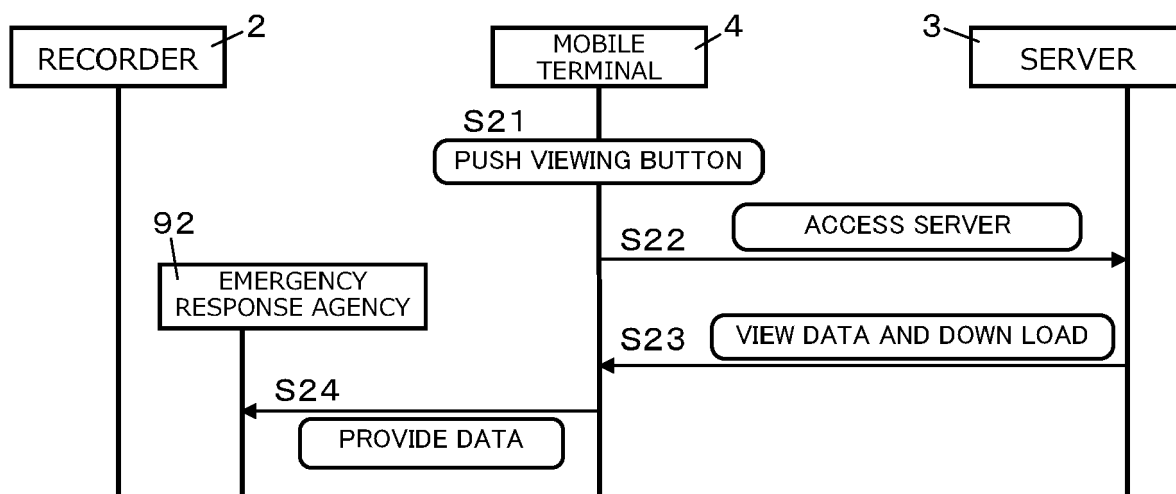 2
4
3
RECORDER
MOBILE
TERMINAL
SERVER
S21
PUSH VIEWING BUTTON
92
ACCESS SERVER
S22
EMERGENCY
RESPONSE AGENCY
VIEW DATA AND DOWN LOAD
S23
S24
PROVIDE DATA